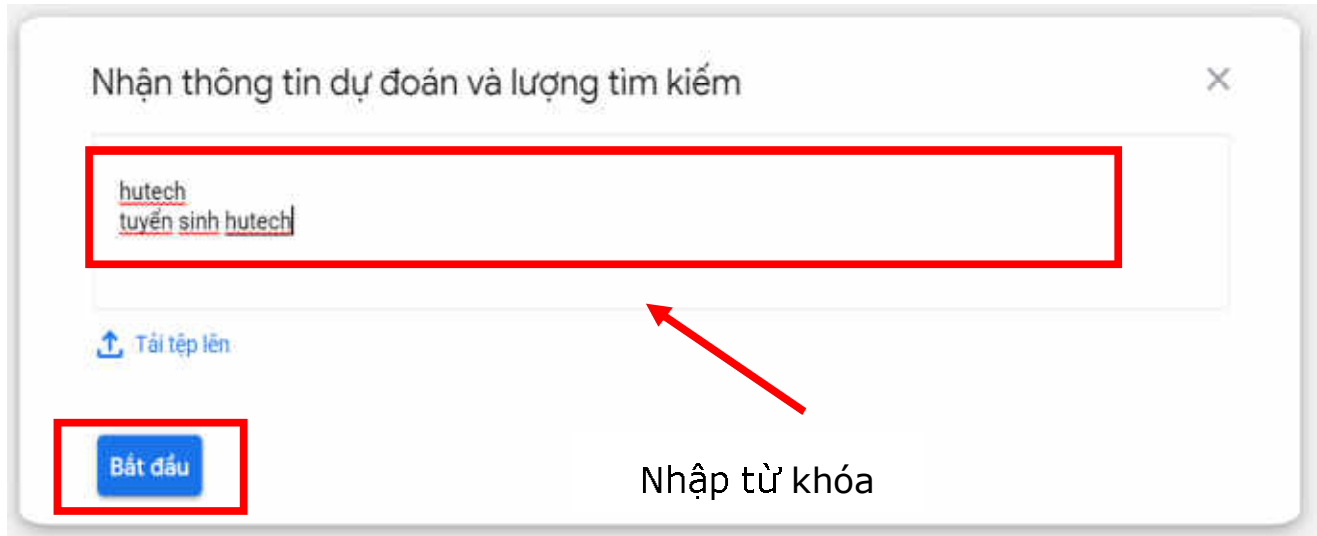 Nhận thông tin dự đoán và lượng tìm kiếm
hutech
tuyển sinh hutech
Tải tệp lên
Bắt đầu
Nhập từ khóa